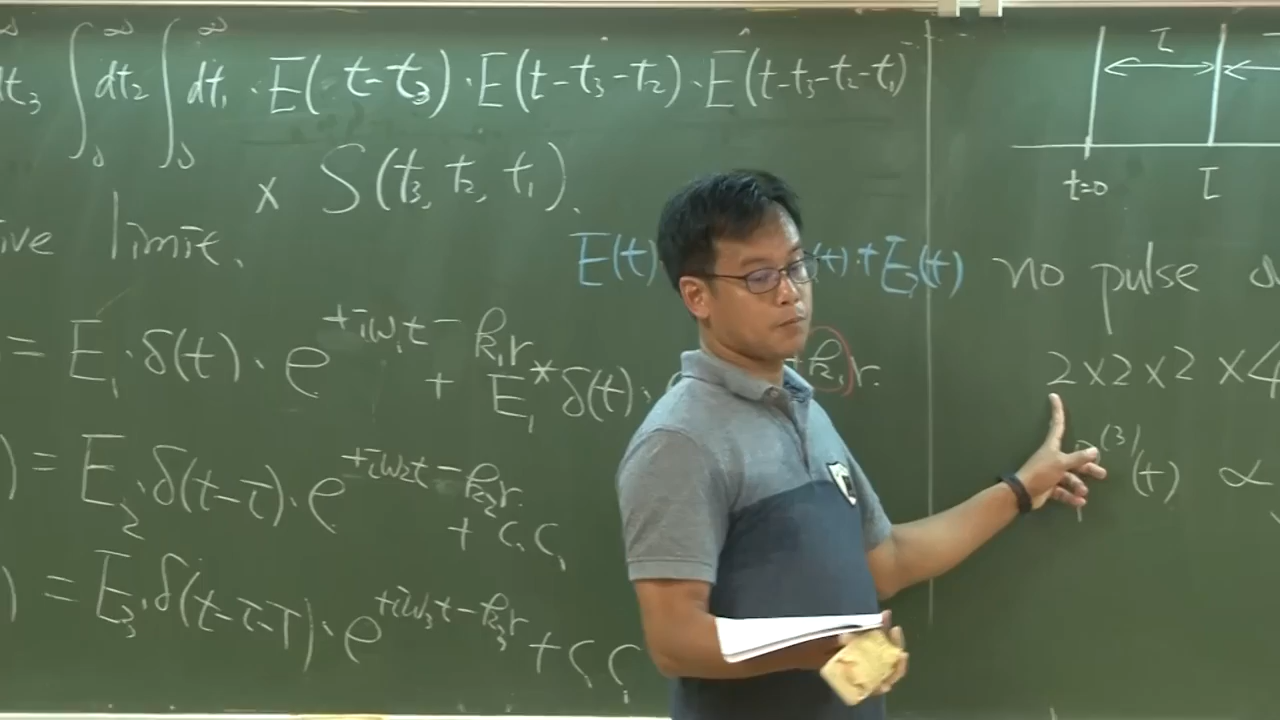 dt₃ ∫₀^∞ dt₂ ∫₀^∞ dt₁ · E(t-t₃) · E(t-t₃-t₂) · E(t-t₃-t₂-t₁)
× S(t₃, t₂, t₁).
ive limit.
E(t) (t) + E₃(t)
= E₁·δ(t)·e^{+iω₁t - k₁r}
+ E₁* δ(t)· +k₁r.
) = E₂·δ(t-τ)·e^{+iω₂t - k₂r}
+ c.c.
) = E₃·δ(t-τ-T)·e^{+iω₃t - k₃r} + c.c.
τ
t=0 τ
no pulse
2×2×2 ×4
P^{(3)}(t) ∝